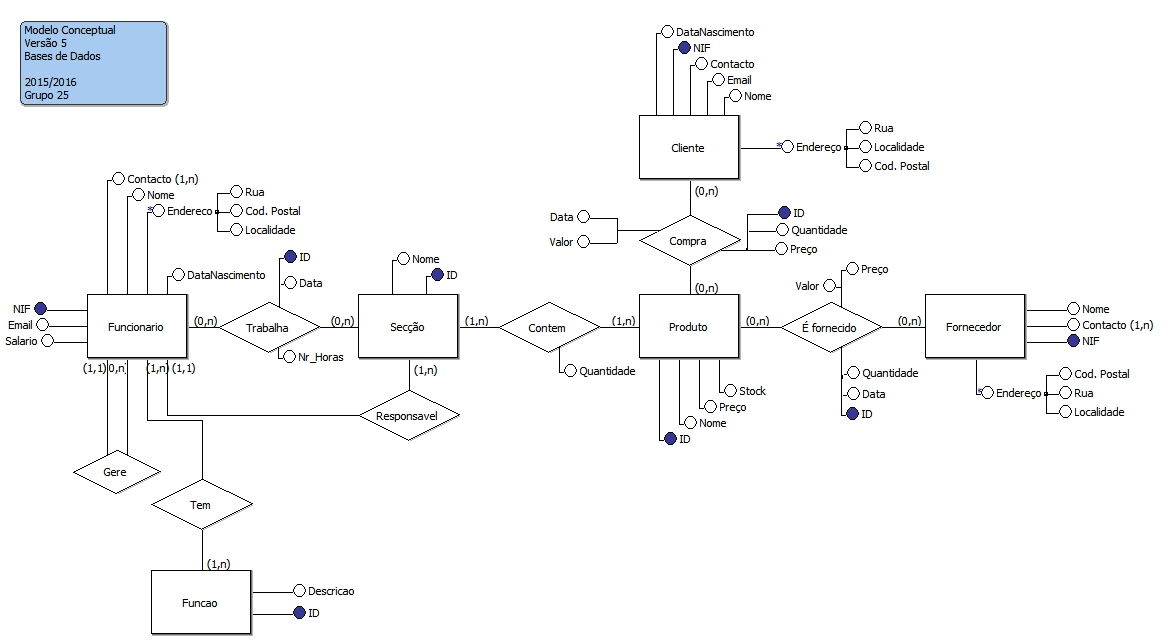 Modelo Conceptual
Versão 5
Bases de Dados
2015/2016
Grupo 25
DataNascimento
NIF
Contacto
Email
Nome
Cliente
Endereço
Rua
Localidade
Cod. Postal
(0,n)
Data
Valor
Compra
ID
Quantidade
Preço
(0,n)
Contacto (1,n)
Nome
Endereco
Rua
Cod. Postal
Localidade
DataNascimento
NIF
Email
Salario
Funcionario
(0,n)
ID
Data
Trabalha
Nr_Horas
(0,n)
Nome
ID
Secção
(1,n)
Contem
Quantidade
(1,n)
Produto
(0,n)
Preço
Valor
É fornecido
Quantidade
Data
ID
(0,n)
Fornecedor
Nome
Contacto (1,n)
NIF
Endereço
Cod. Postal
Rua
Localidade
Stock
Preço
Nome
ID
(1,1) 0,n) (1,n) (1,1)
(1,n)
Responsavel
Gere
Tem
(1,n)
Funcao
Descricao
ID